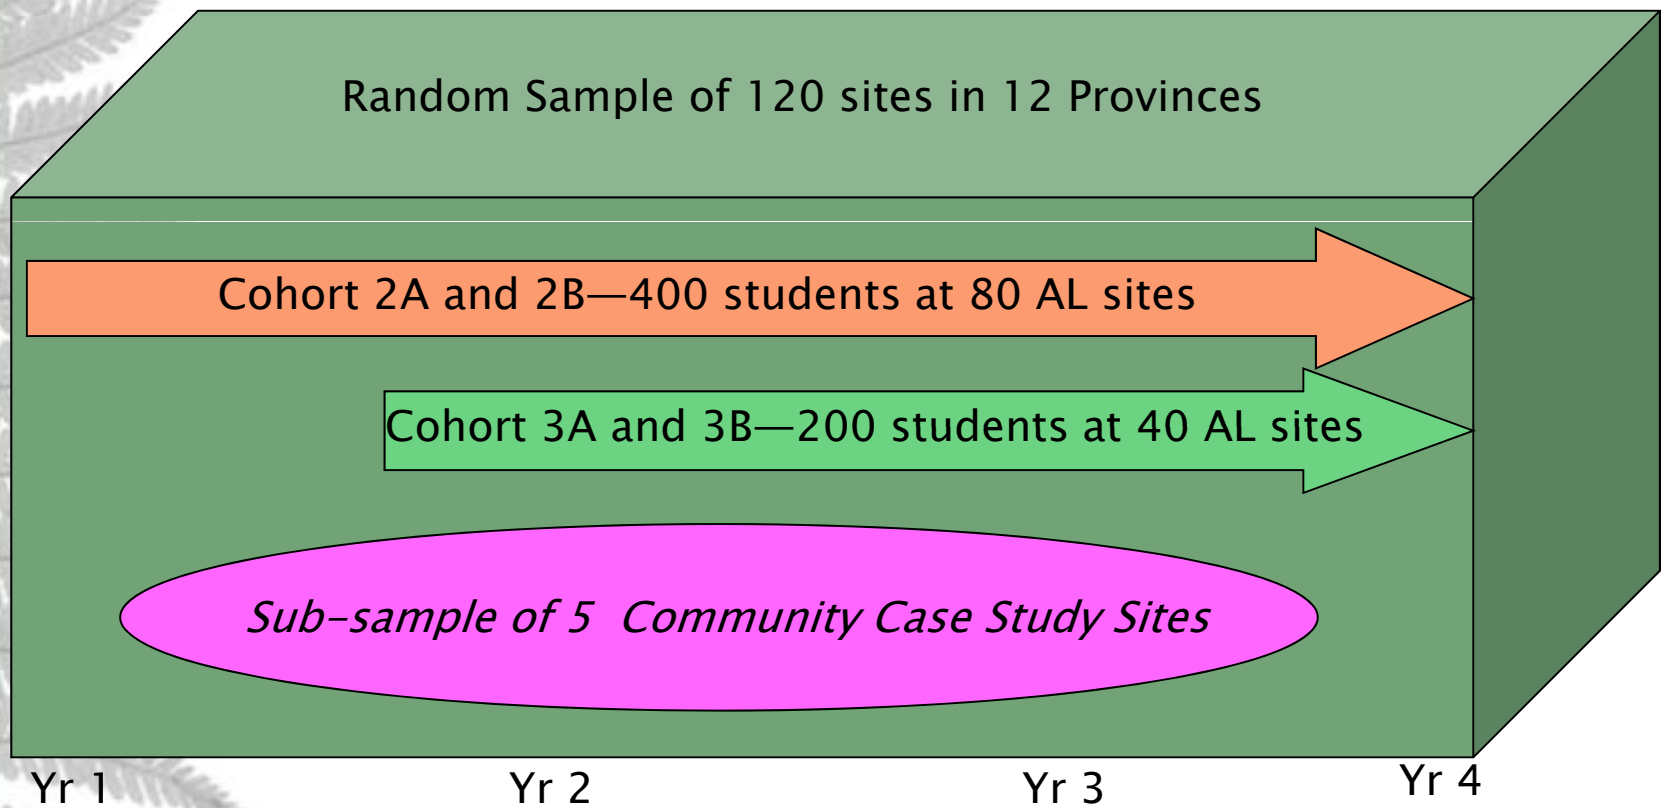 Random Sample of 120 sites in 12 Provinces
Cohort 2A and 2B—400 students at 80 AL sites
Cohort 3A and 3B—200 students at 40 AL sites
Sub-sample of 5 Community Case Study Sites
Yr 1 Yr 2 Yr 3 Yr 4